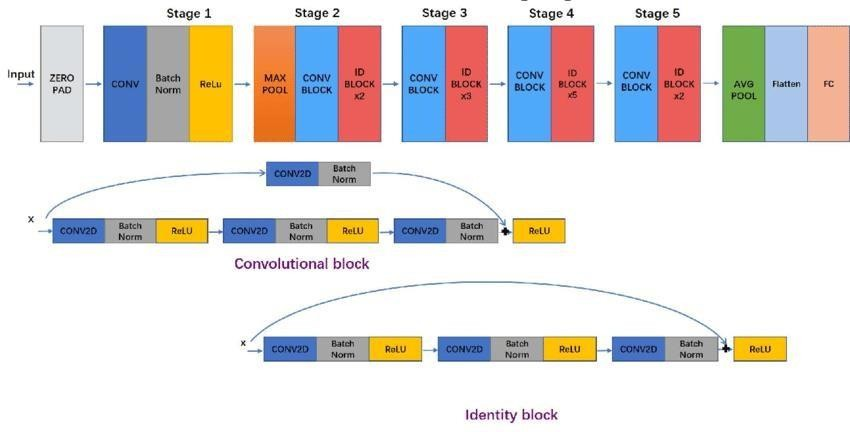 Stage 1
Stage 2
Stage 3
Stage 4
Stage 5
Input
ZERO
PAD
CONV
Batch
Norm
ReLu
MAX
POOL
CONV
BLOCK
ID
BLOCK
x2
CONV
BLOCK
ID
BLOCK
x3
CONV
BLOCK
ID
BLOCK
x5
CONV
BLOCK
ID
BLOCK
x2
AVG
POOL
Flatten
FC
CONV2D
Batch
Norm
x
CONV2D
Batch
Norm
ReLU
CONV2D
Batch
Norm
ReLU
CONV2D
Batch
Norm
+
ReLU
Convolutional block
x
CONV2D
Batch
Norm
ReLU
CONV2D
Batch
Norm
ReLU
CONV2D
Batch
Norm
+
ReLU
Identity block